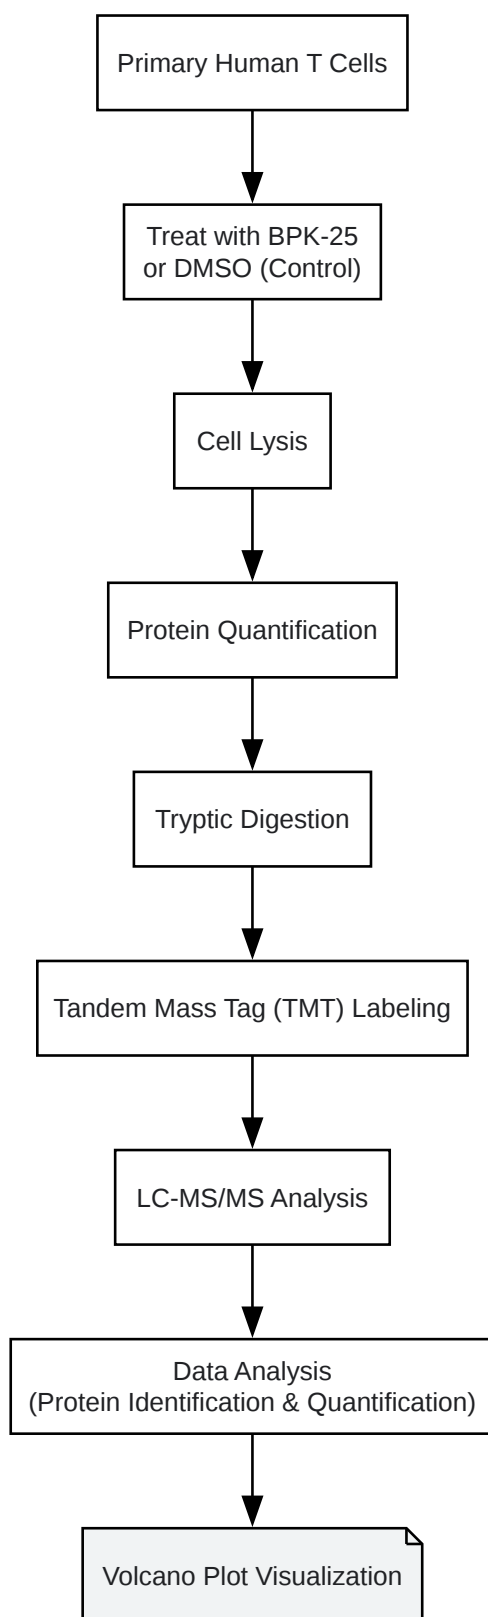 Primary Human T Cells
Treat with BPK-25
or DMSO (Control)
Cell Lysis
Protein Quantification
Tryptic Digestion
Tandem Mass Tag (TMT) Labeling
LC-MS/MS Analysis
Data Analysis
(Protein Identification & Quantification)
Volcano Plot Visualization